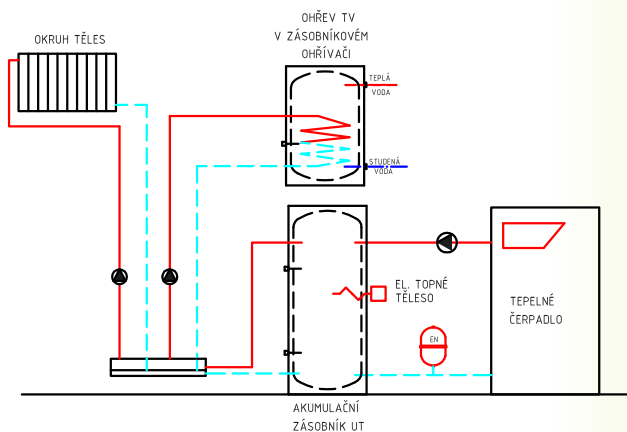 OHŘEV TV
V ZÁSOBNÍKOVÉM
OHŘÍVAČI
OKRUH TĚLES
TEPLÁ
VODA
STUDENÁ
VODA
EL. TOPNÉ
TĚLESO
TEPELNÉ
ČERPADLO
EN
AKUMULAČNÍ
ZÁSOBNÍK UT